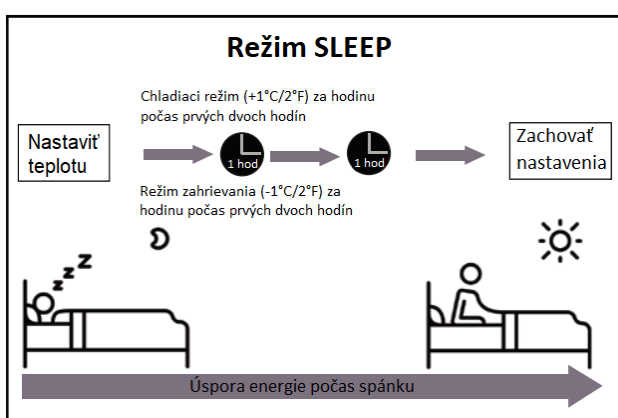 Režim SLEEP
Chladiaci režim (+1°C/2°F) za hodinu
počas prvých dvoch hodín
Nastaviť
teplotu
1 hod
1 hod
Zachovať
nastavenia
Režim zahrievania (-1°C/2°F) za
hodinu počas prvých dvoch hodín
z z Z
Úspora energie počas spánku